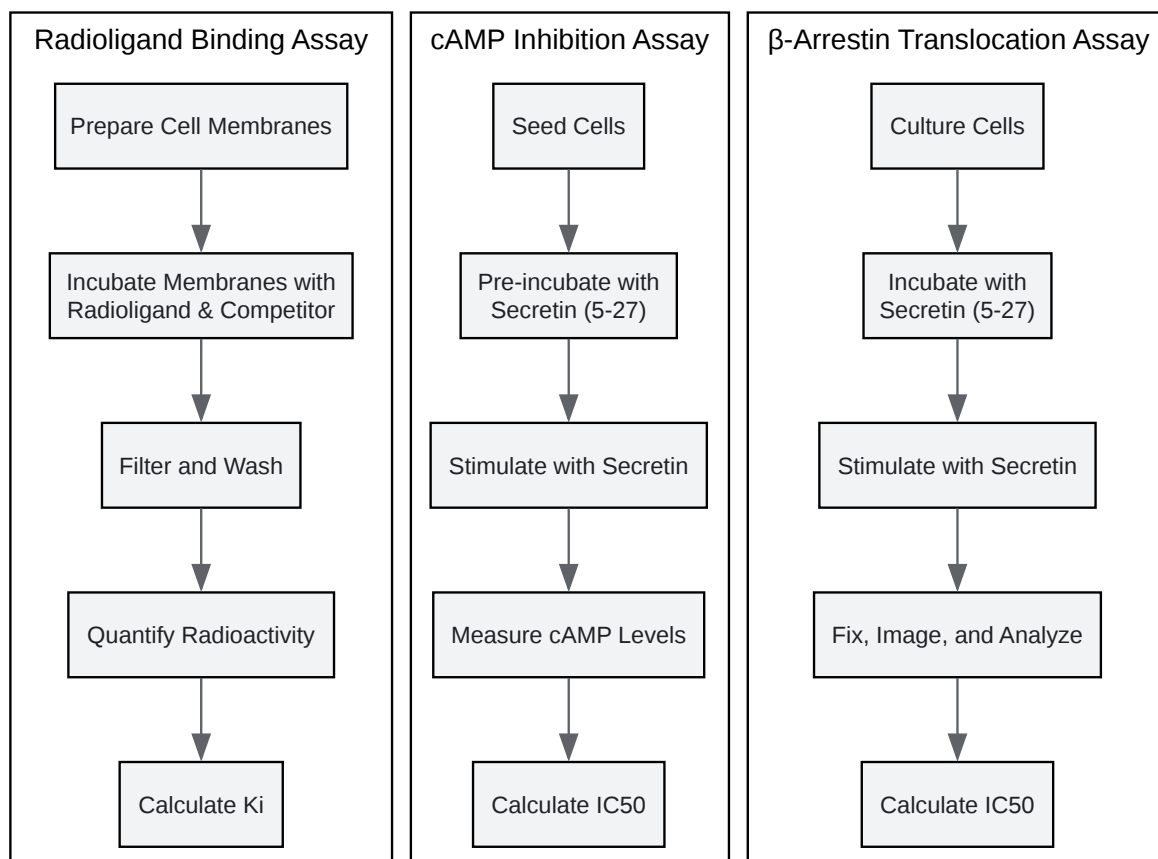 Radioligand Binding Assay
Prepare Cell Membranes
Incubate Membranes with
Radioligand & Competitor
Filter and Wash
Quantify Radioactivity
Calculate Ki
cAMP Inhibition Assay
Seed Cells
Pre-incubate with
Secretin (5-27)
Stimulate with Secretin
Measure cAMP Levels
Calculate IC50
β-Arrestin Translocation Assay
Culture Cells
Incubate with
Secretin (5-27)
Stimulate with Secretin
Fix, Image, and Analyze
Calculate IC50